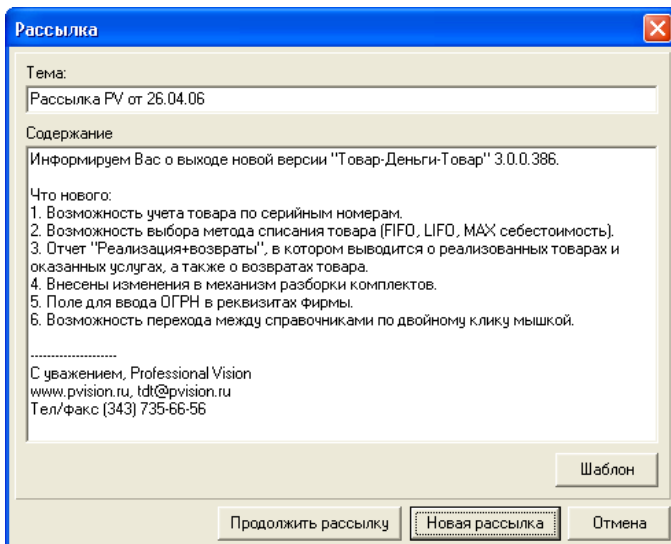 Рассылка
Тема:
Рассылка PV от 26.04.06
Содержание
Информируем Вас о выходе новой версии "Товар-Деньги-Товар" 3.0.0.386.
Что нового:
1. Возможность учета товара по серийным номерам.
2. Возможность выбора метода списания товара (FIFO, LIFO, MAX себестоимость).
3. Отчет "Реализация+возвраты", в котором выводится о реализованных товарах и
оказанных услугах, а также о возвратах товара.
4. Внесены изменения в механизм разборки комплектов.
5. Поле для ввода ОГРН в реквизитах фирмы.
6. Возможность перехода между справочниками по двойному клику мышкой.
--------------------
С уважением, Professional Vision
www.pvision.ru, tdt@pvision.ru
Тел/факс (343) 735-66-56
Шаблон
Продолжить рассылку
Новая рассылка
Отмена